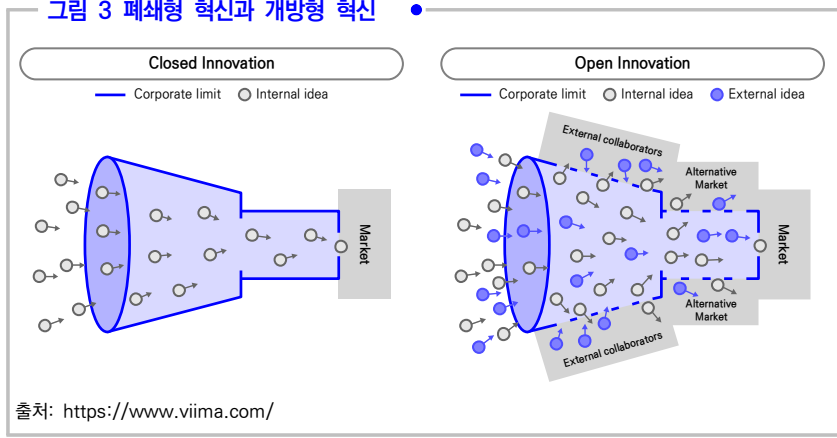 그림 3 폐쇄형 혁신과 개방형 혁신
Closed Innovation
Corporate limit
Internal idea
Market
Open Innovation
Corporate limit
Internal idea
External idea
External collaborators
Alternative
Market
Market
Alternative
Market
External collaborators
출처: https://www.viima.com/